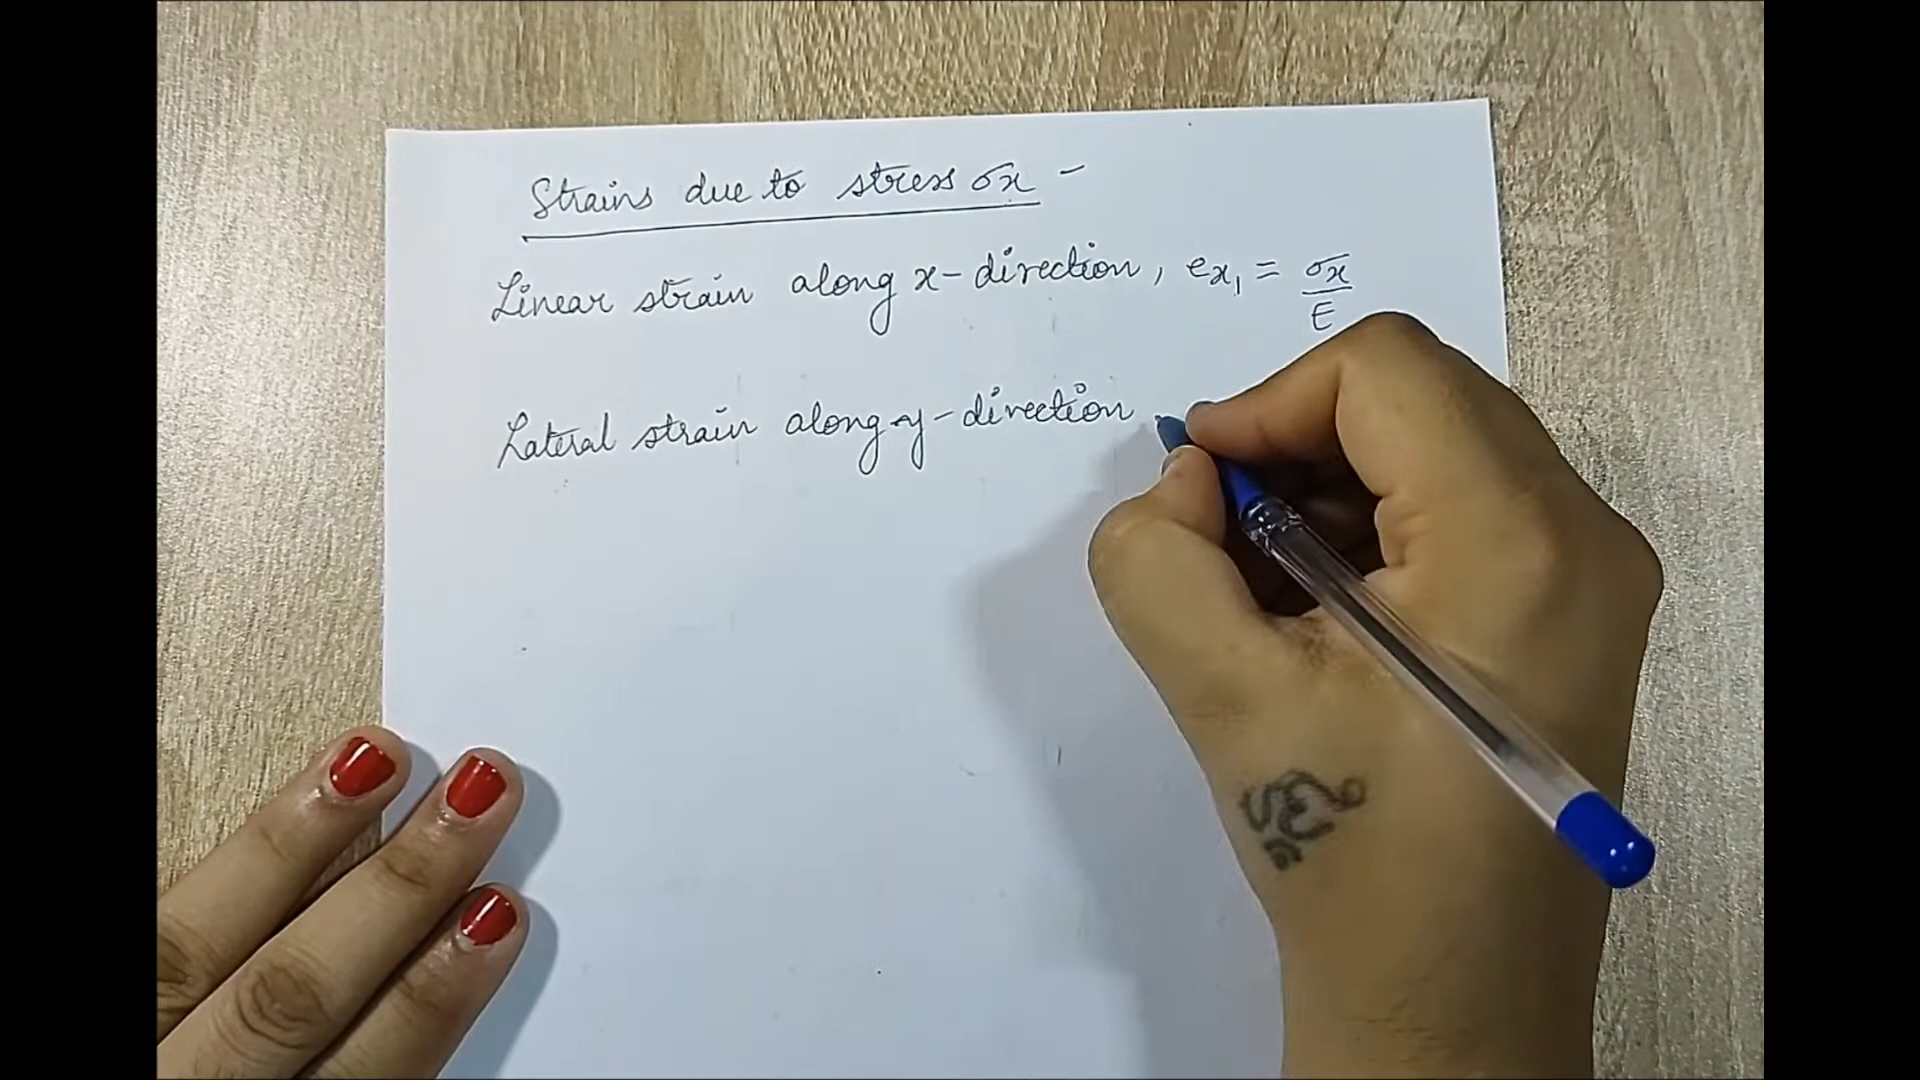 Strains due to stress σx –
Linear strain along x-direction, ex₁ = σx/E
Lateral strain along y-direction